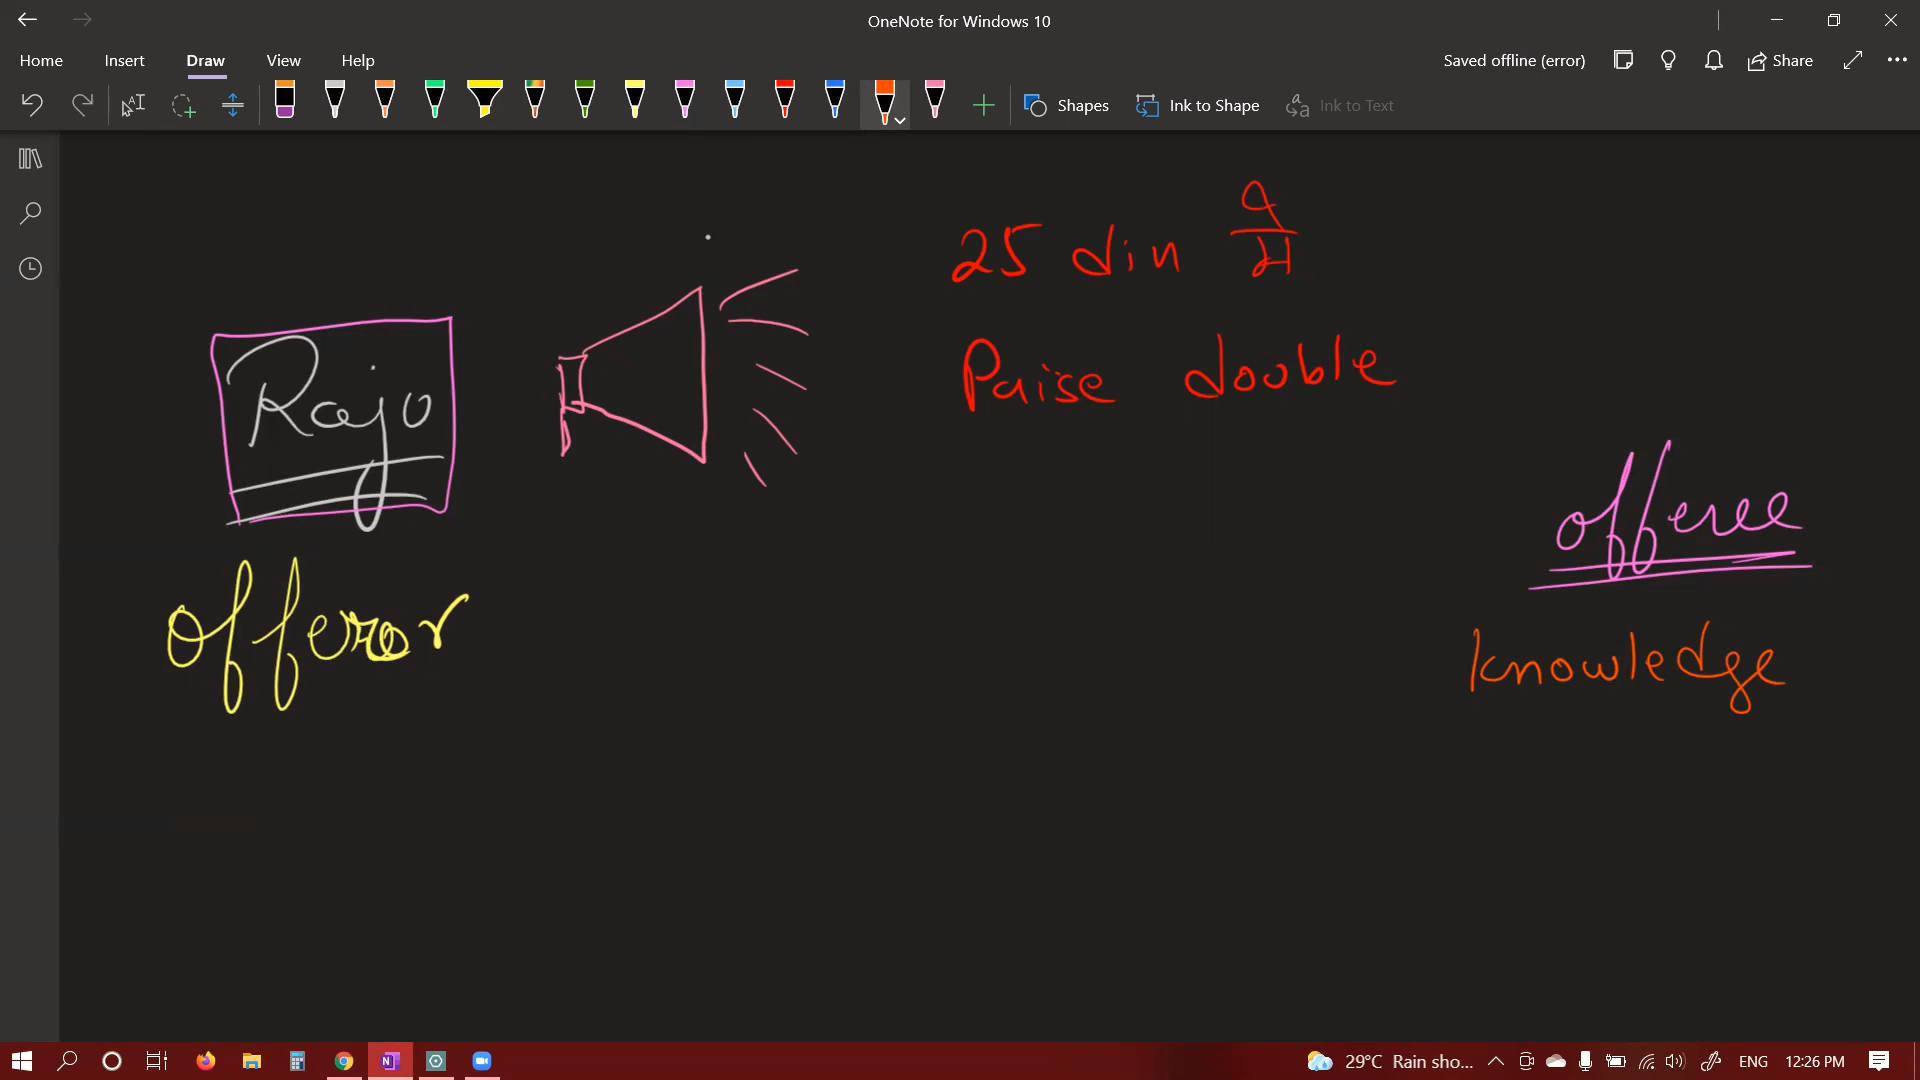 OneNote for Windows 10
Home Insert Draw View Help
Saved offline (error) Share
Shapes Ink to Shape Ink to Text
25 din
Paise double
Raju
offeree
offeror
knowledge
29°C Rain sho... ENG 12:26 PM